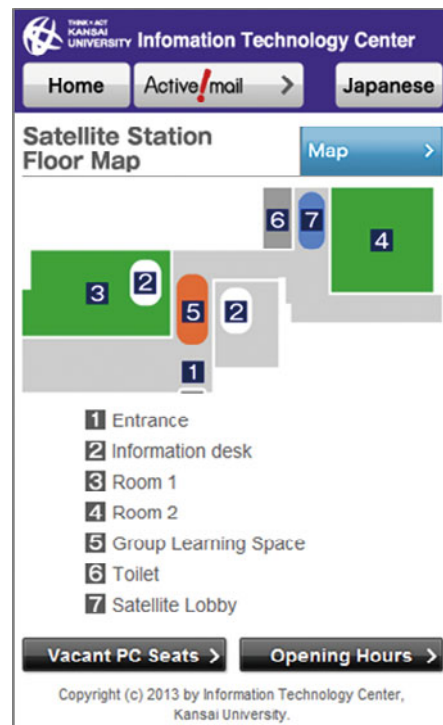 THINK × ACT
KANSAI
UNIVERSITY Infomation Technology Center
Home Active! mail > Japanese
Satellite Station
Floor Map
Map >
6 7 4
3 2 5 2
1
1 Entrance
2 Information desk
3 Room 1
4 Room 2
5 Group Learning Space
6 Toilet
7 Satellite Lobby
Vacant PC Seats > Opening Hours >
Copyright (c) 2013 by Information Technology Center,
Kansai University.